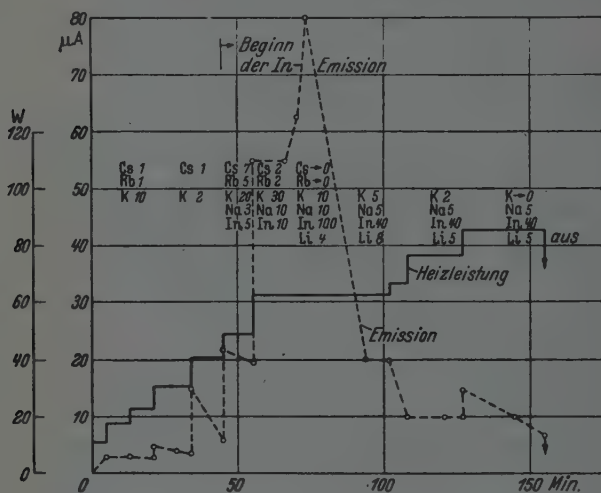 80
μA
70
Beginn
der In-Emission
W
120
60
100
50
80
40
60
30
40
20
20
10
0
0
Cs 1
Rb 1
K 10
Cs 1
K 2
Cs 7
Rb 5
K 20
Na 3
In 5
Cs 2
Rb 2
K 30
Na 10
In 10
Cs→0
Rb→0
K 10
Na 10
In 100
Li 4
K 5
Na 5
In 40
Li 8
K 2
Na 5
In 40
Li 5
K→0
Na 5
In 40
Li 5
aus
Heizleistung
Emission
0
50
100
150 Min.